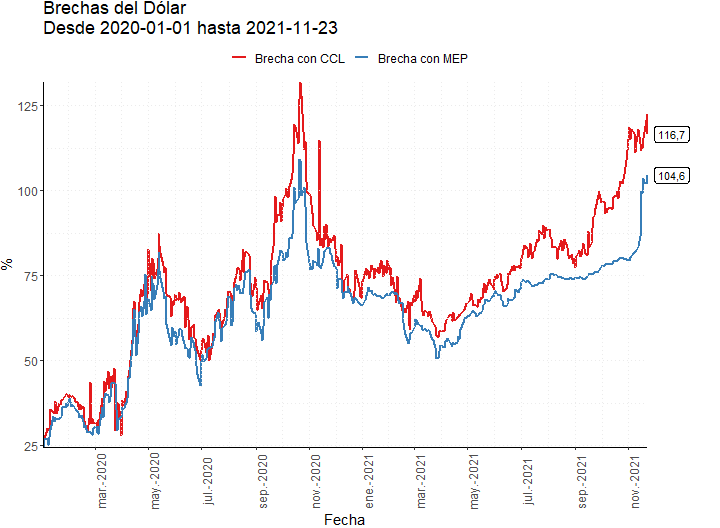 Brechas del Dólar
Desde 2020-01-01 hasta 2021-11-23
Brecha con CCL
Brecha con MEP
%
125
100
75
50
25
116,7
104,6
mar.-2020
may.-2020
jul.-2020
sep.-2020
nov.-2020
ene.-2021
mar.-2021
may.-2021
jul.-2021
sep.-2021
nov.-2021
Fecha